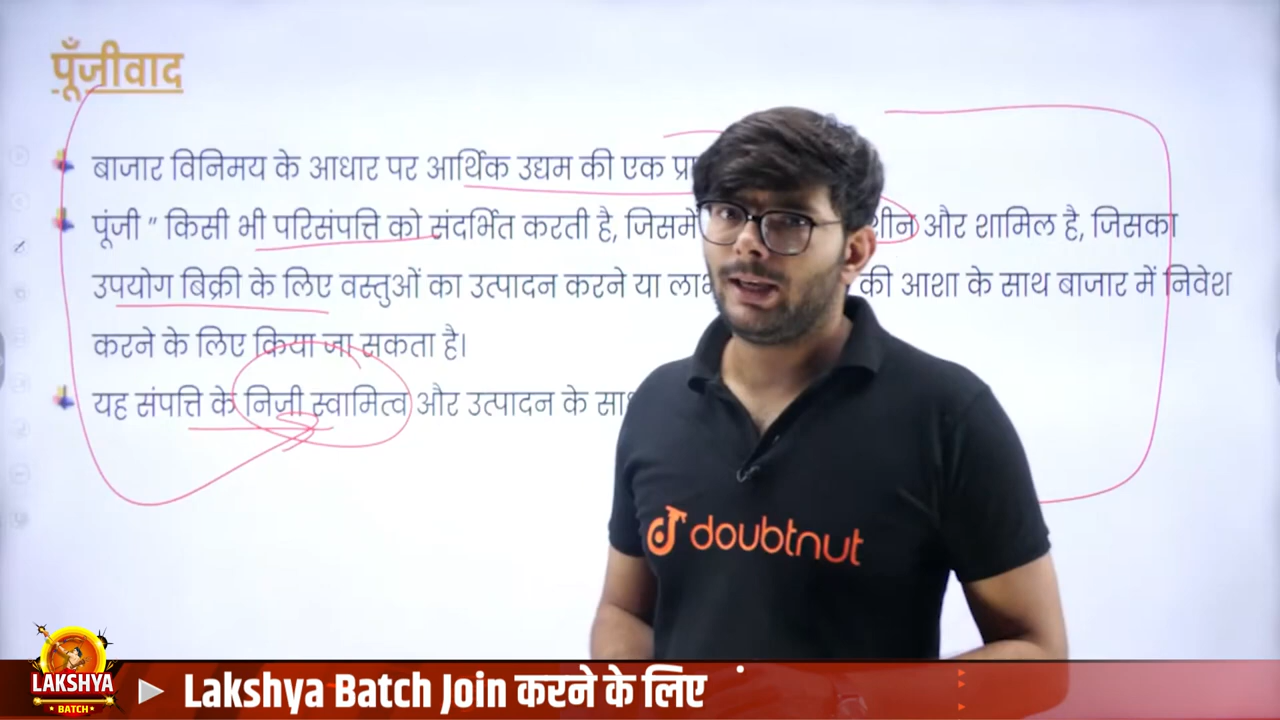 पूँजीवाद
बाजार विनिमय के आधार पर आर्थिक उद्यम की एक
पूंजी " किसी भी परिसंपत्ति को संदर्भित करती है, जिसमें और शामिल है, जिसका
उपयोग बिक्री के लिए वस्तुओं का उत्पादन करने या की आशा के साथ बाजार में निवेश
करने के लिए किया जा सकता है।
यह संपत्ति के निजी स्वामित्व और उत्पादन के
doubtnut
LAKSHYA
BATCH
Lakshya Batch Join करने के लिए